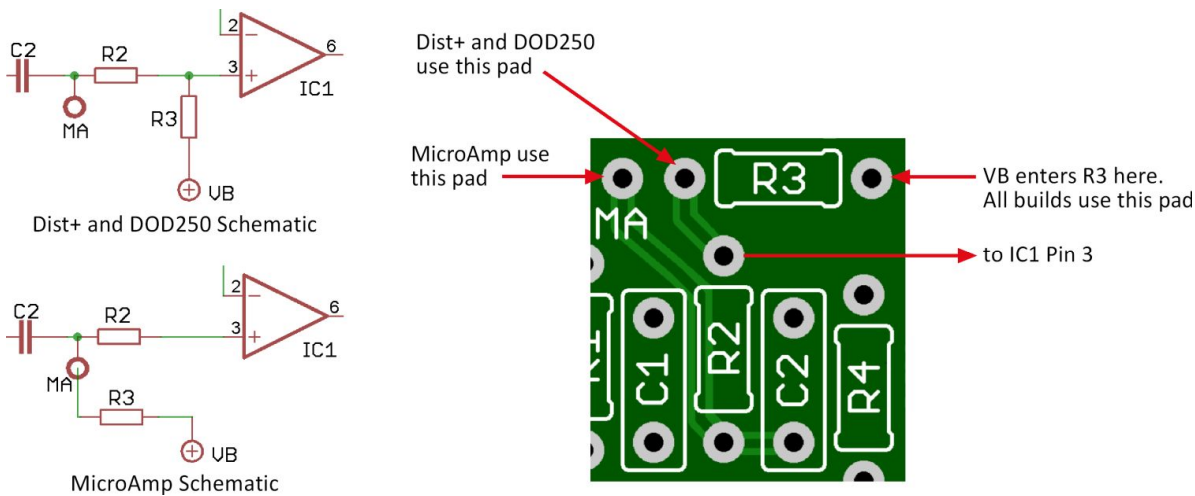 C2
R2
2
3
6
IC1
MA
R3
VB
Dist+ and DOD250 Schematic
C2
R2
2
3
6
IC1
MA
R3
VB
MicroAmp Schematic
Dist+ and DOD250
use this pad
MicroAmp use
this pad
R3
MA
VB enters R3 here.
All builds use this pad
to IC1 Pin 3
R1
C1
R2
C2
R4